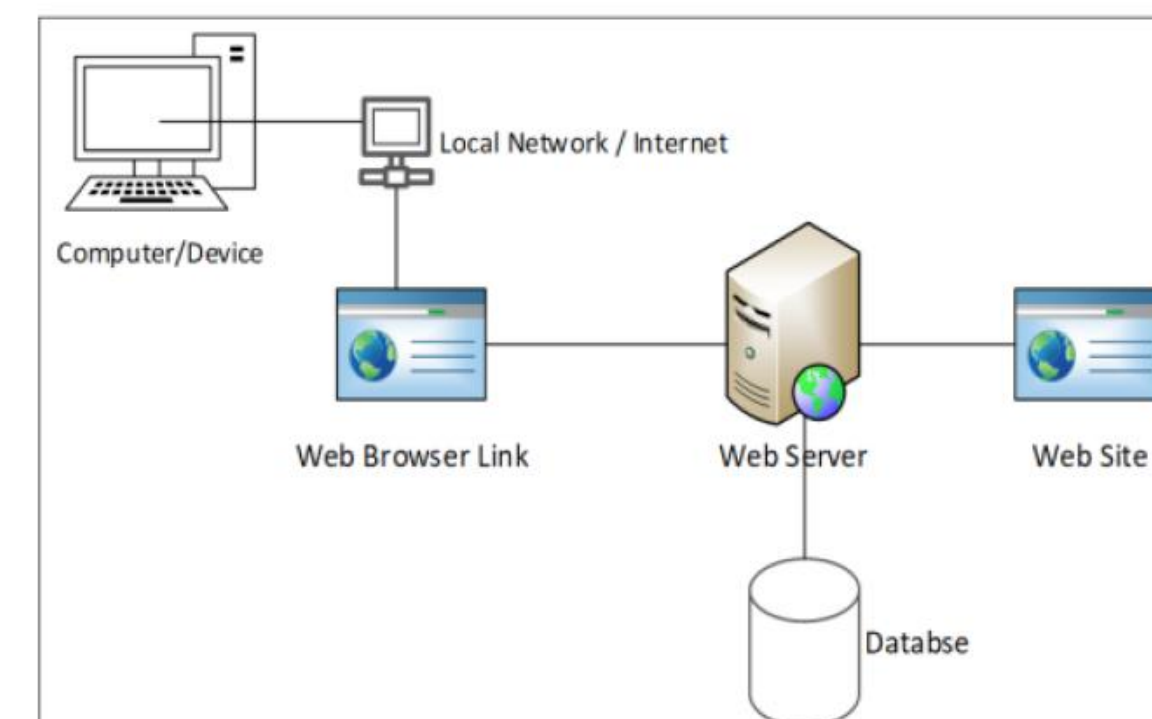 Local Network / Internet
Computer/Device
Web Browser Link
Web Server
Web Site
Databse